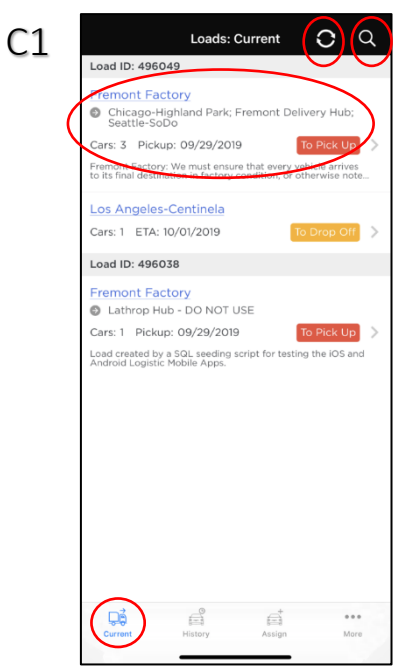 C1
Loads: Current
Load ID: 496049
Fremont Factory
Chicago-Highland Park; Fremont Delivery Hub;
Seattle-SoDo
Cars: 3 Pickup: 09/29/2019 To Pick Up
Fremont Factory: We must ensure that every vehicle arrives
to its final destination in factory condition, or otherwise note...
Los Angeles-Centinela
Cars: 1 ETA: 10/01/2019 To Drop Off
Load ID: 496038
Fremont Factory
Lathrop Hub - DO NOT USE
Cars: 1 Pickup: 09/29/2019 To Pick Up
Load created by a SQL seeding script for testing the iOS and
Android Logistic Mobile Apps.
Current History Assign More